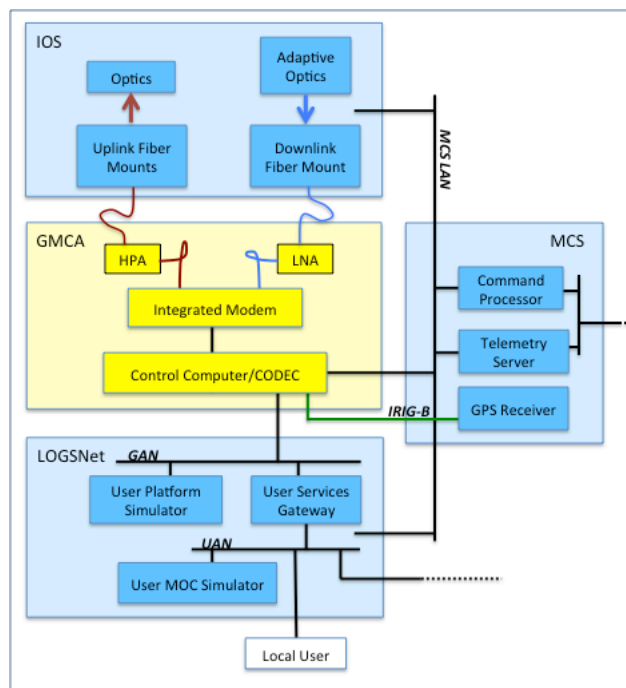 IOS
Optics
Adaptive
Optics
Uplink Fiber
Mounts
Downlink
Fiber Mount
MCS LAN
GMCA
HPA
LNA
Integrated Modem
Control Computer/CODEC
MCS
Command
Processor
Telemetry
Server
IRIG-B
GPS Receiver
LOGSNet
GAN
User Platform
Simulator
User Services
Gateway
UAN
User MOC Simulator
Local User